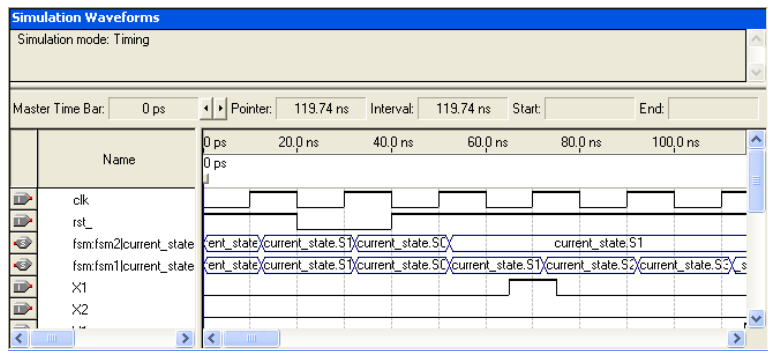 Simulation Waveforms
Simulation mode: Timing
Master Time Bar: 0 ps Pointer: 119.74 ns Interval: 119.74 ns Start: End:
Name
0 ps 20.0 ns 40.0 ns 60.0 ns 80.0 ns 100.0 ns
0 ps
clk
rst_
fsm:fsm2|current_state ent_state current_state.S1 current_state.S0 current_state.S1
fsm:fsm1|current_state ent_state current_state.S1 current_state.S0 current_state.S1 current_state.S2 current_state.S3
X1
X2